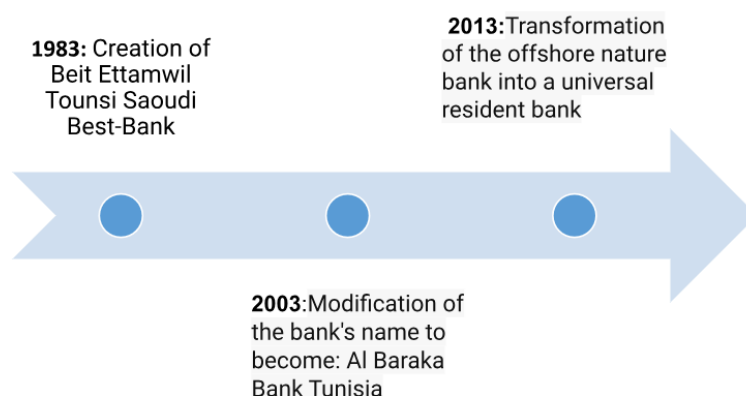 1983: Creation of
Beit Ettamwil
Tounsi Saoudi
Best-Bank
2003:Modification of
the bank's name to
become: Al Baraka
Bank Tunisia
2013:Transformation
of the offshore nature
bank into a universal
resident bank